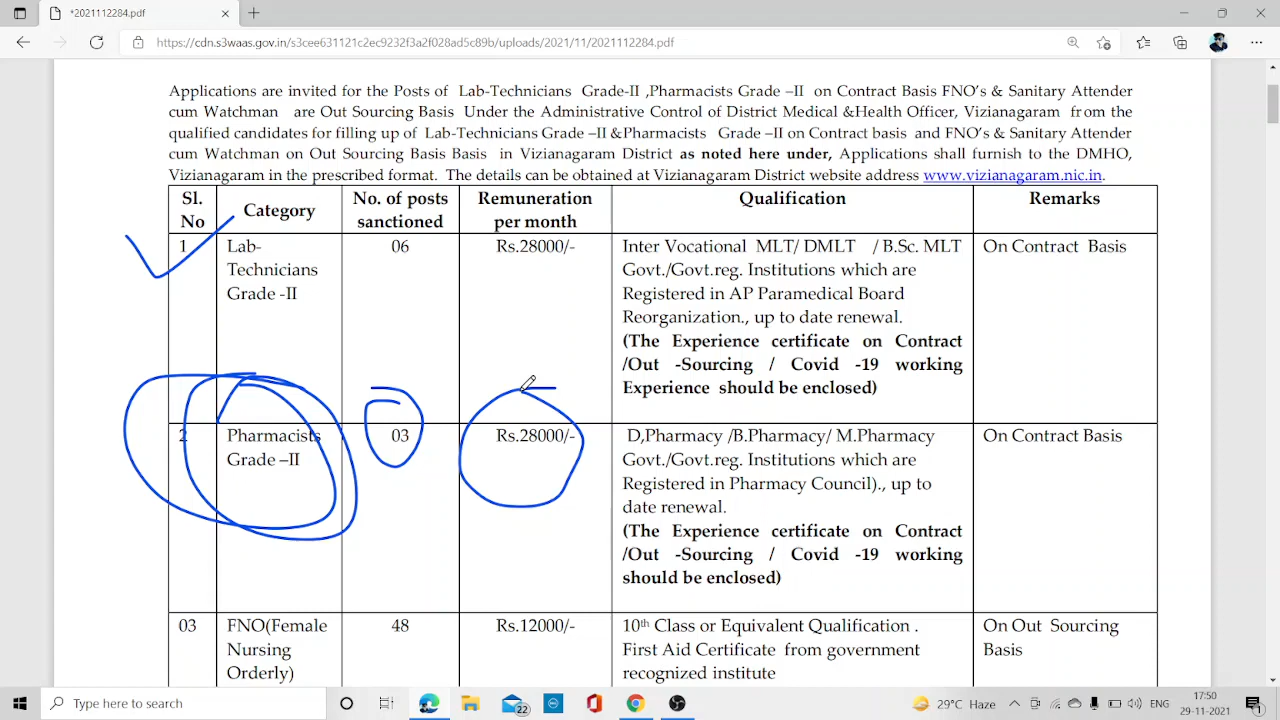 *2021112284.pdf
https://cdn.s3waas.gov.in/s3cee631121c2ec9232f3a2f028ad5c89b/uploads/2021/11/2021112284.pdf
Applications are invited for the Posts of Lab-Technicians Grade-II ,Pharmacists Grade –II on Contract Basis FNO’s & Sanitary Attender
cum Watchman are Out Sourcing Basis Under the Administrative Control of District Medical &Health Officer, Vizianagaram from the
qualified candidates for filling up of Lab-Technicians Grade –II &Pharmacists Grade –II on Contract basis and FNO’s & Sanitary Attender
cum Watchman on Out Sourcing Basis Basis in Vizianagaram District as noted here under, Applications shall furnish to the DMHO,
Vizianagaram in the prescribed format. The details can be obtained at Vizianagaram District website address www.vizianagaram.nic.in.
Sl. No
Category
No. of posts sanctioned
Remuneration per month
Qualification
Remarks
1
Lab-
Technicians
Grade -II
06
Rs.28000/-
Inter Vocational MLT/ DMLT / B.Sc. MLT
Govt./Govt.reg. Institutions which are
Registered in AP Paramedical Board
Reorganization., up to date renewal.
(The Experience certificate on Contract
/Out -Sourcing / Covid -19 working
Experience should be enclosed)
On Contract Basis
2
Pharmacists
Grade –II
03
Rs.28000/-
D,Pharmacy /B.Pharmacy/ M.Pharmacy
Govt./Govt.reg. Institutions which are
Registered in Pharmacy Council)., up to
date renewal.
(The Experience certificate on Contract
/Out -Sourcing / Covid -19 working
should be enclosed)
On Contract Basis
03
FNO(Female
Nursing
Orderly)
48
Rs.12000/-
10th Class or Equivalent Qualification .
First Aid Certificate from government
recognized institute
On Out Sourcing
Basis
Type here to search
22
29°C Haze
ENG
17:50
29-11-2021
1